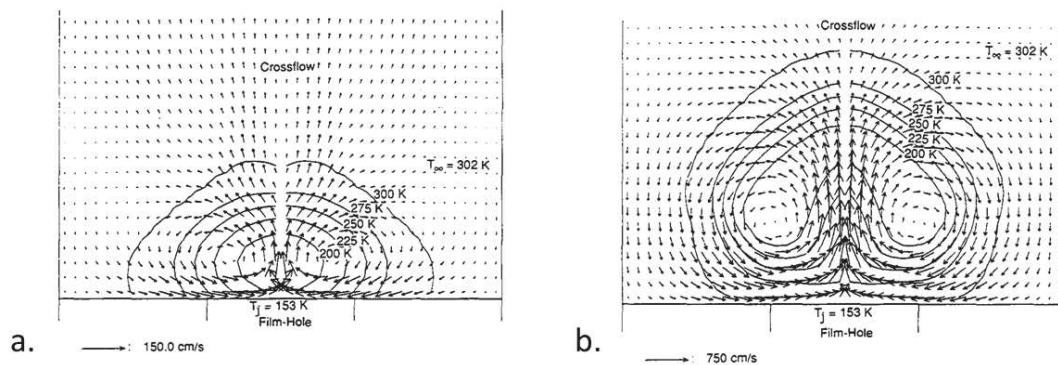 Crossflow
T∞ = 302 K
300 K
275 K
250 K
225 K
200 K
Tj = 153 K
Film-Hole
a.
: 150.0 cm/s
Crossflow
T∞ = 302 K
300 K
275 K
250 K
225 K
200 K
Tj = 153 K
Film-Hole
b.
: 750 cm/s